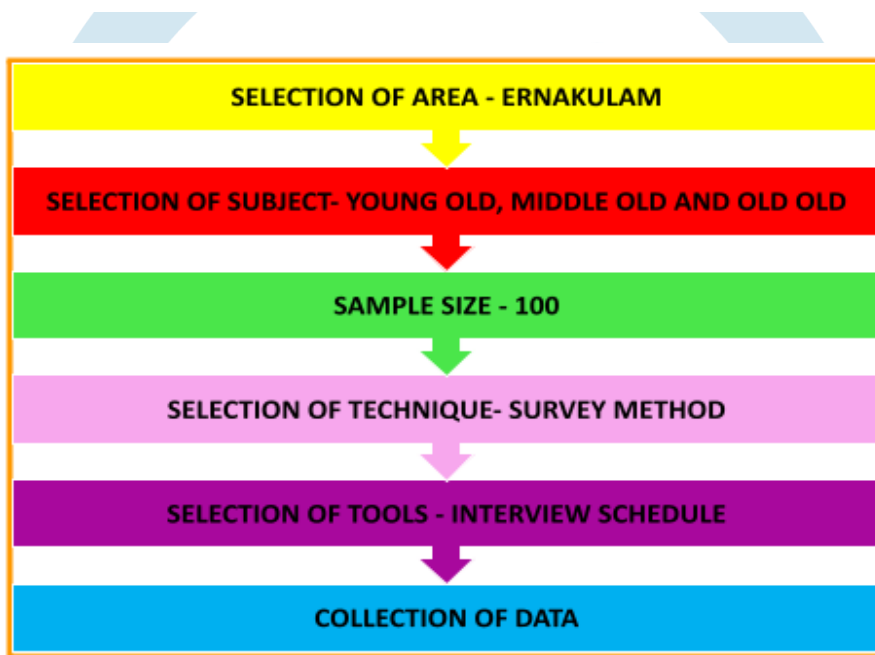 SELECTION OF AREA - ERNAKULAM
SELECTION OF SUBJECT- YOUNG OLD, MIDDLE OLD AND OLD OLD
SAMPLE SIZE - 100
SELECTION OF TECHNIQUE- SURVEY METHOD
SELECTION OF TOOLS - INTERVIEW SCHEDULE
COLLECTION OF DATA